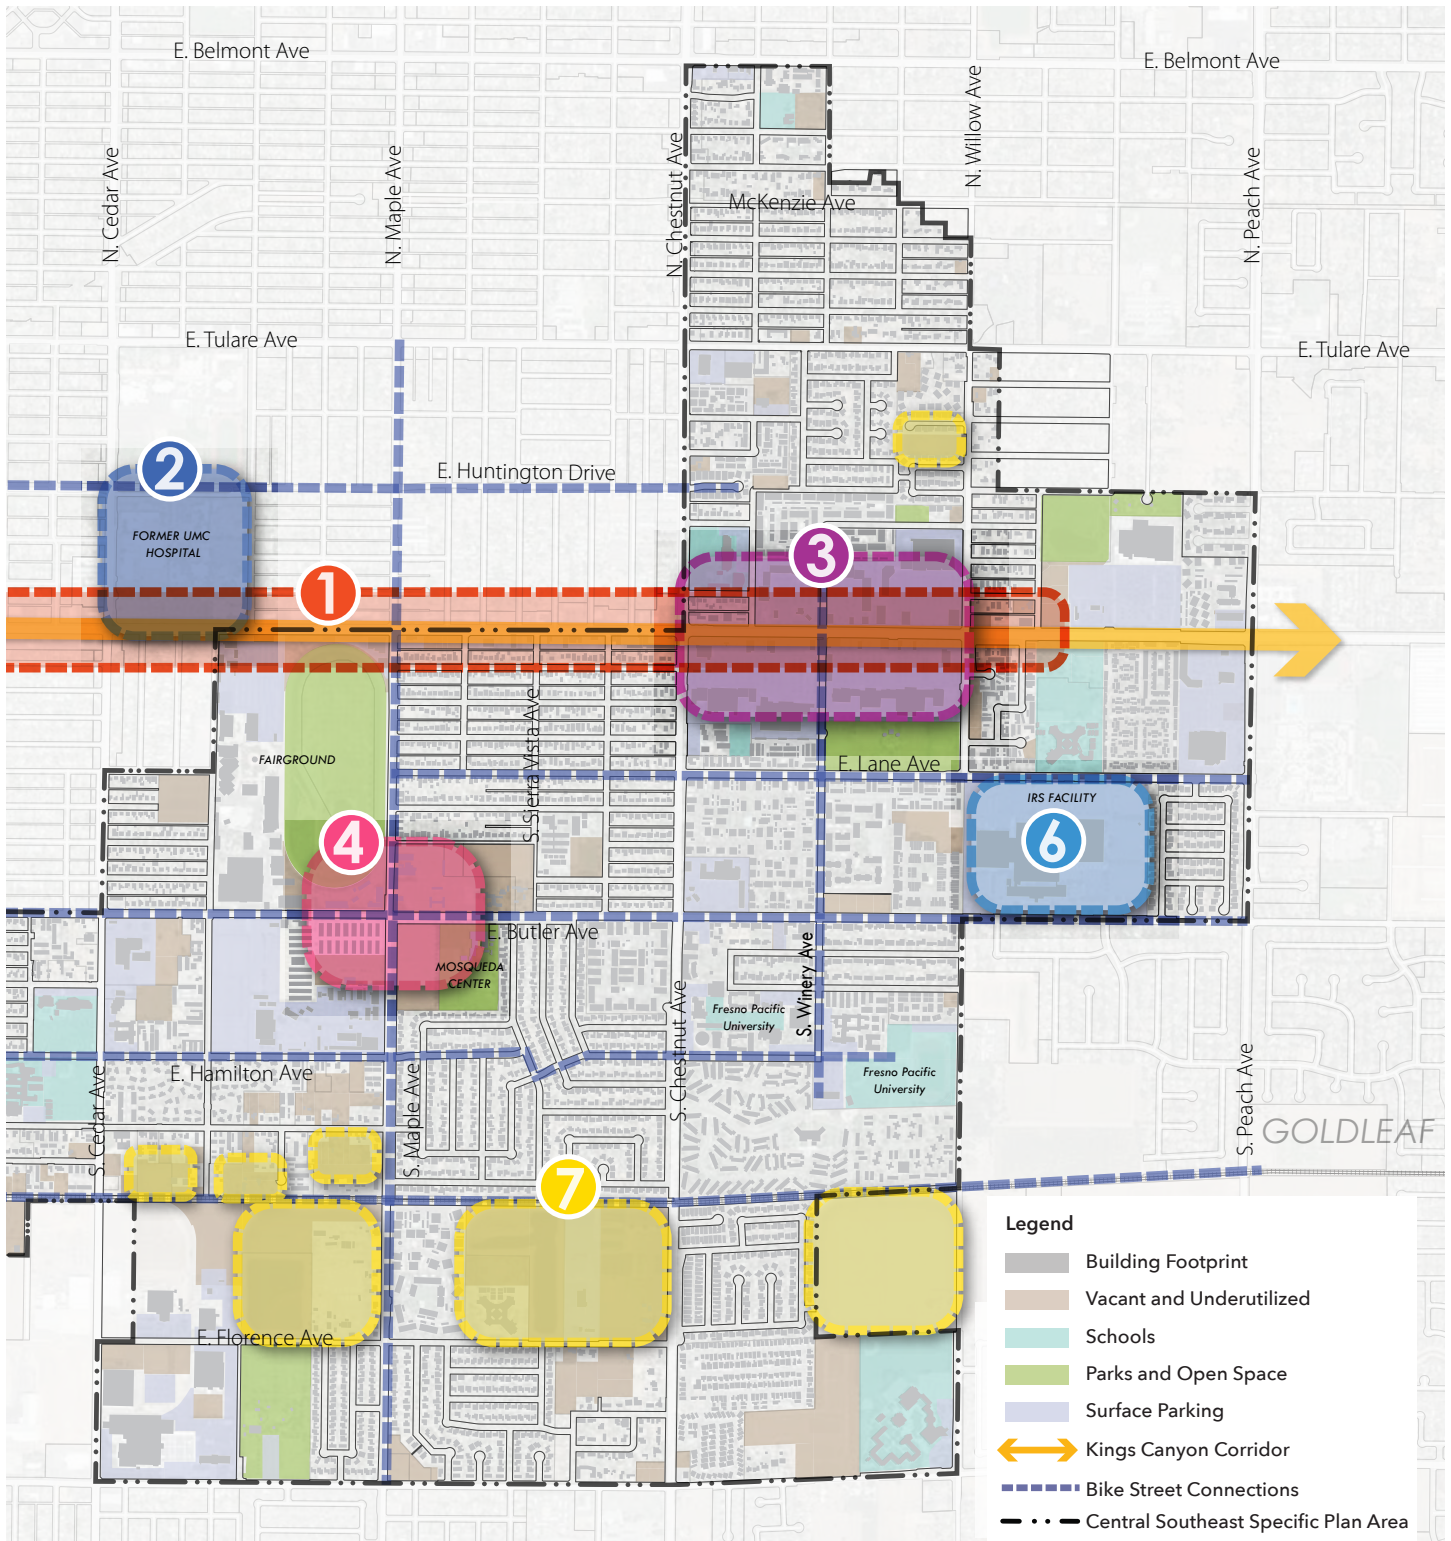 E. Belmont Ave
E. Belmont Ave
N. Cedar Ave
N. Maple Ave
N. Chestnut Ave
N. Willow Ave
N. Peach Ave
McKenzie Ave
E. Tulare Ave
E. Tulare Ave
2
E. Huntington Drive
FORMER UMC
HOSPITAL
3
1
S. Sierra Vista Ave
FAIRGROUND
E. Lane Ave
IRS FACILITY
4
6
E. Butler Ave
MOSQUEDA
CENTER
S. Winery Ave
S. Chestnut Ave
Fresno Pacific
University
E. Hamilton Ave
Fresno Pacific
University
S. Cedar Ave
S. Maple Ave
S. Peach Ave
GOLDLEAF
7
E. Florence Ave
Legend
Building Footprint
Vacant and Underutilized
Schools
Parks and Open Space
Surface Parking
Kings Canyon Corridor
Bike Street Connections
Central Southeast Specific Plan Area